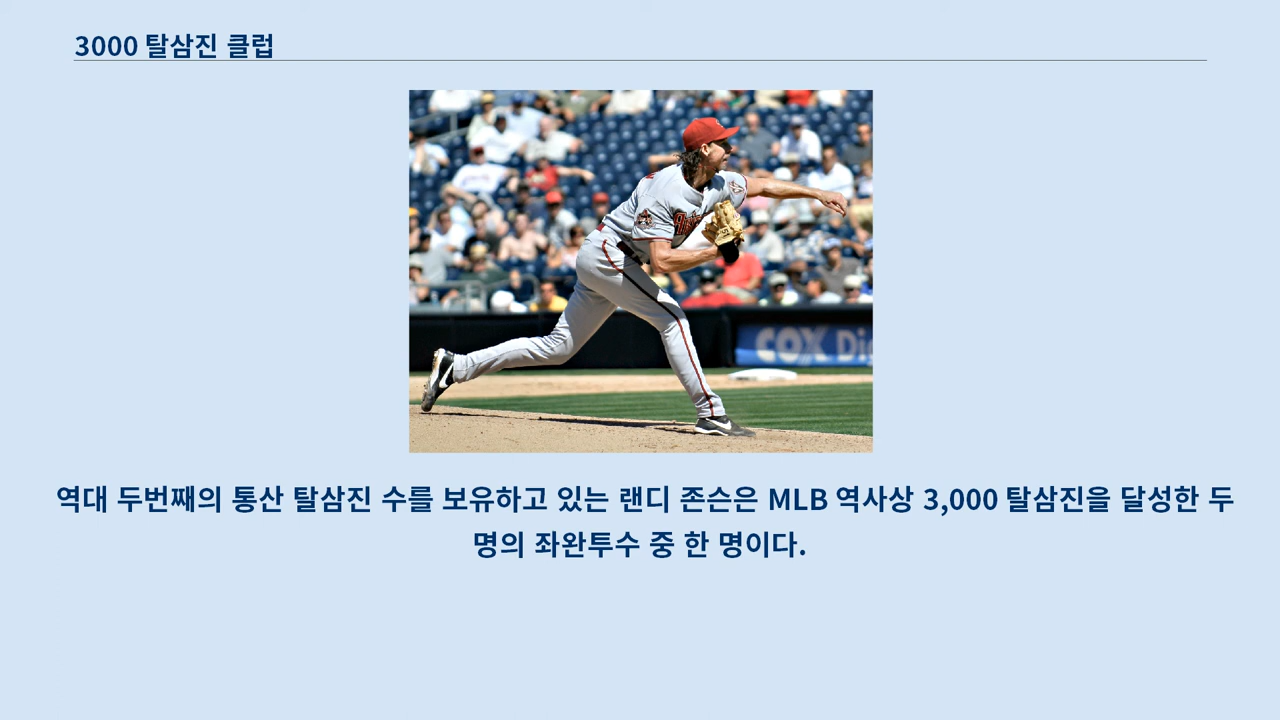 3000 탈삼진 클럽
COX Di
역대 두번째의 통산 탈삼진 수를 보유하고 있는 랜디 존슨은 MLB 역사상 3,000 탈삼진을 달성한 두
명의 좌완투수 중 한 명이다.